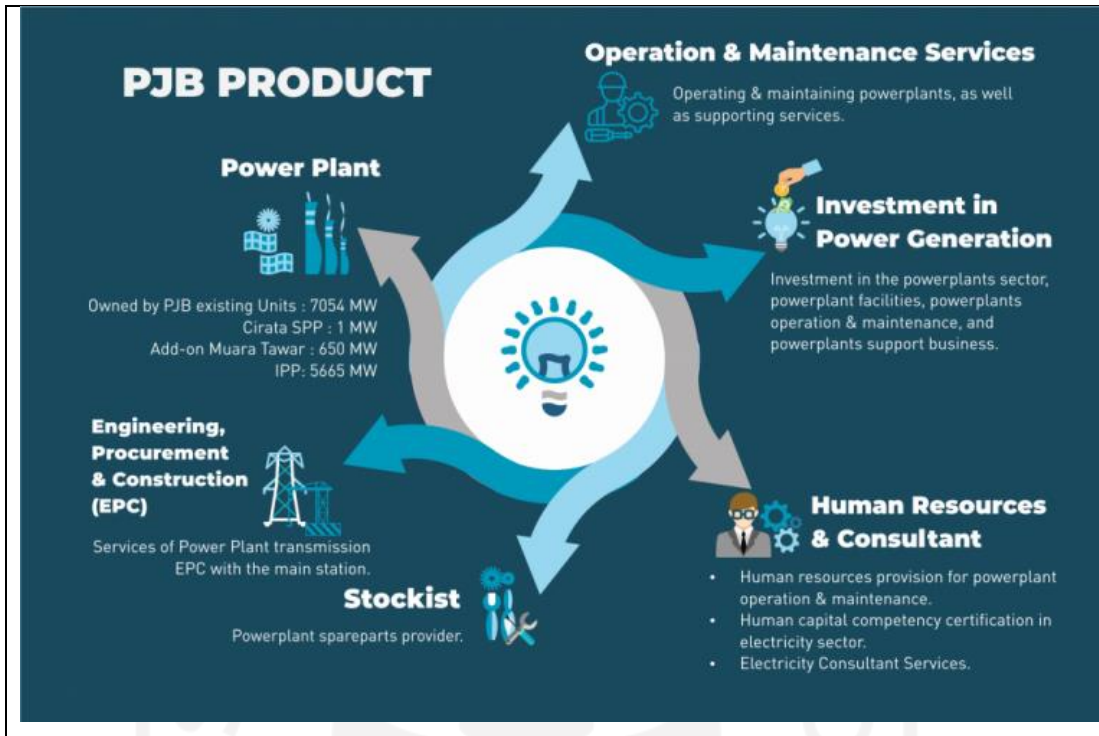 PJB PRODUCT
Operation & Maintenance Services
Operating & maintaining powerplants, as well
as supporting services.
Power Plant
Owned by PJB existing Units : 7054 MW
Cirata SPP : 1 MW
Add-on Muara Tawar : 650 MW
IPP: 5665 MW
Investment in
Power Generation
Investment in the powerplants sector,
powerplant facilities, powerplants
operation & maintenance, and
powerplants support business.
Engineering,
Procurement
& Construction
(EPC)
Services of Power Plant transmission
EPC with the main station.
Stockist
Powerplant spareparts provider.
Human Resources
& Consultant
• Human resources provision for powerplant
operation & maintenance.
• Human capital competency certification in
electricity sector.
• Electricity Consultant Services.